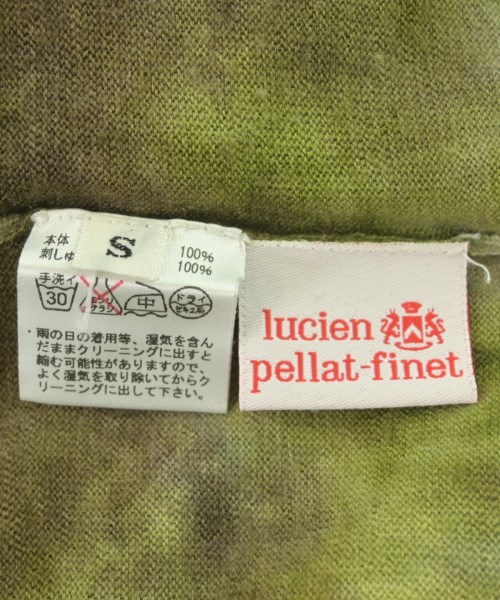 S
本体 100%
刺しゅ 100%
手洗イ
30
中
ドライ
・雨の日の着用等、湿気を含ん
だままクリーニングに出すと
縮む可能性がありますので、
よく湿気を取り除いてからク
リーニングに出して下さい。
lucien
pellat-finet